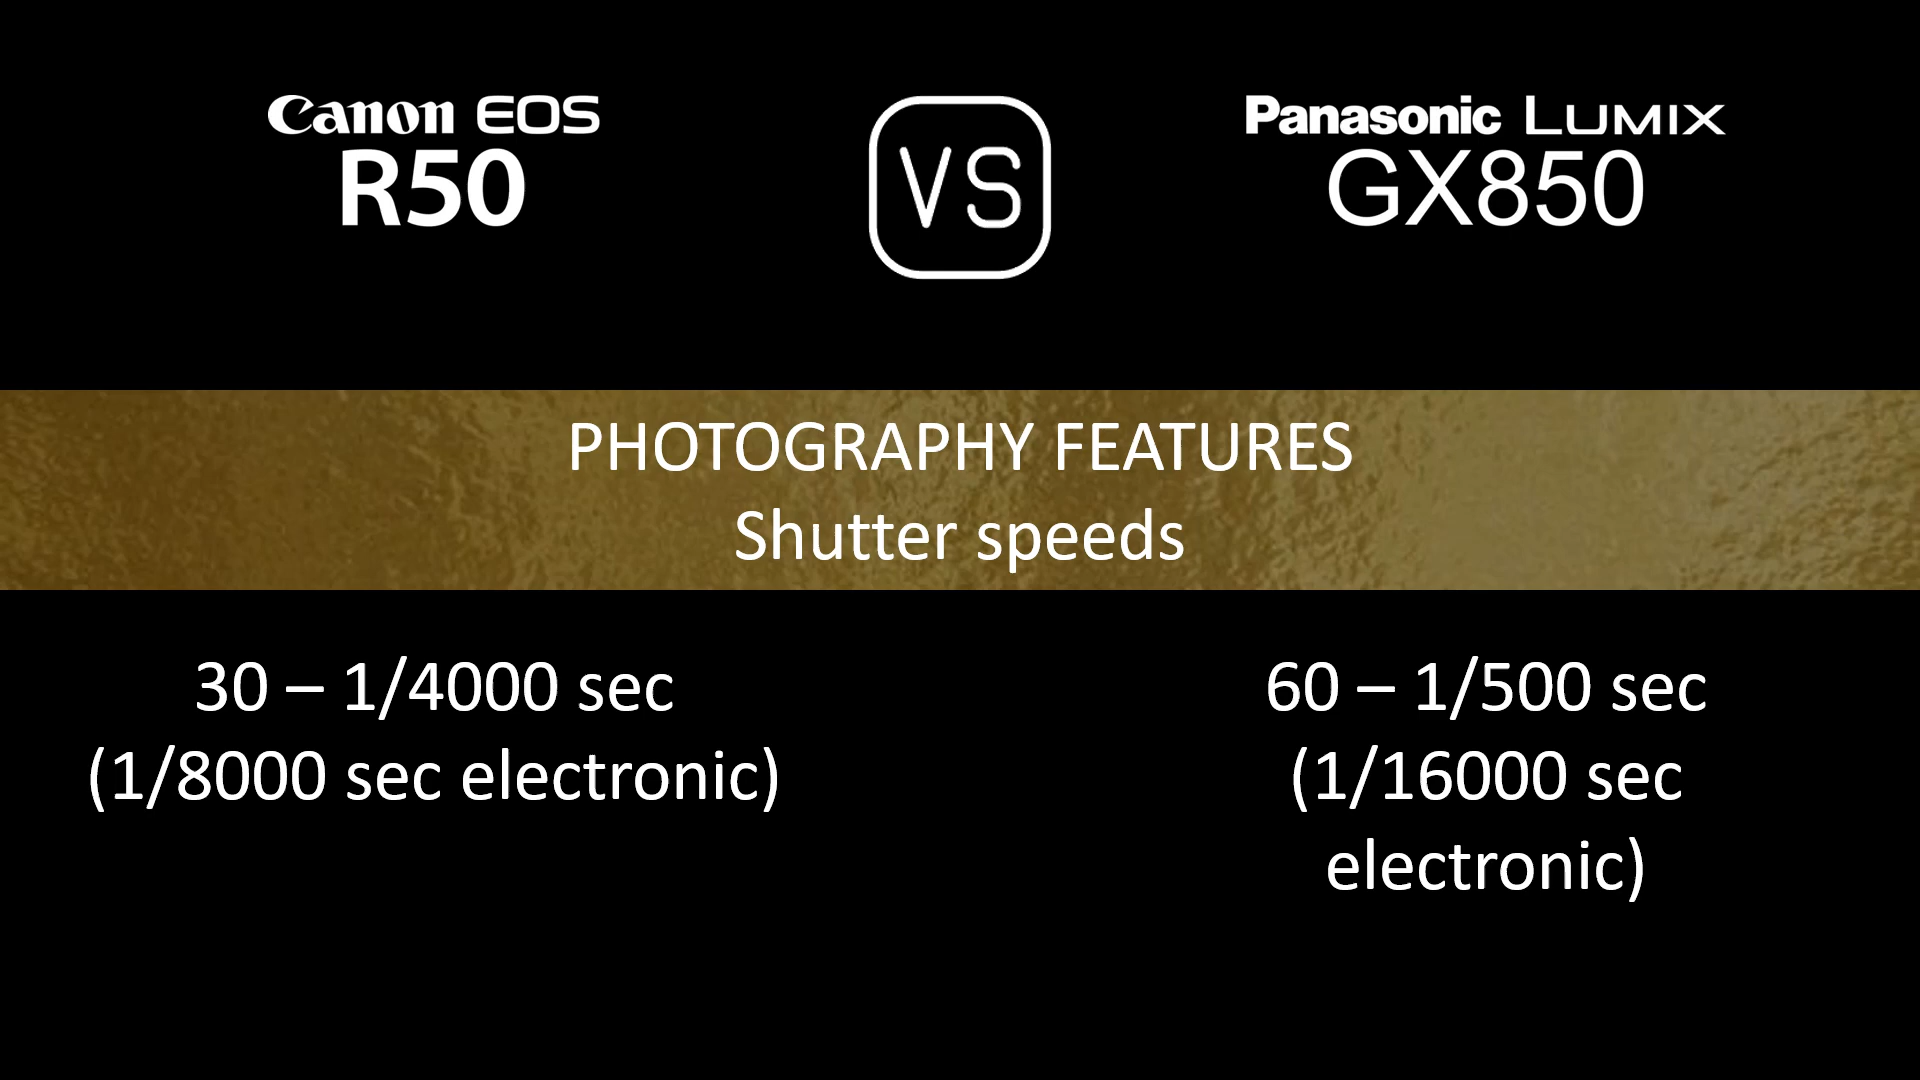 Canon EOS
R50
VS
Panasonic LUMIX
GX850
PHOTOGRAPHY FEATURES
Shutter speeds
30 – 1/4000 sec
(1/8000 sec electronic)
60 – 1/500 sec
(1/16000 sec
electronic)